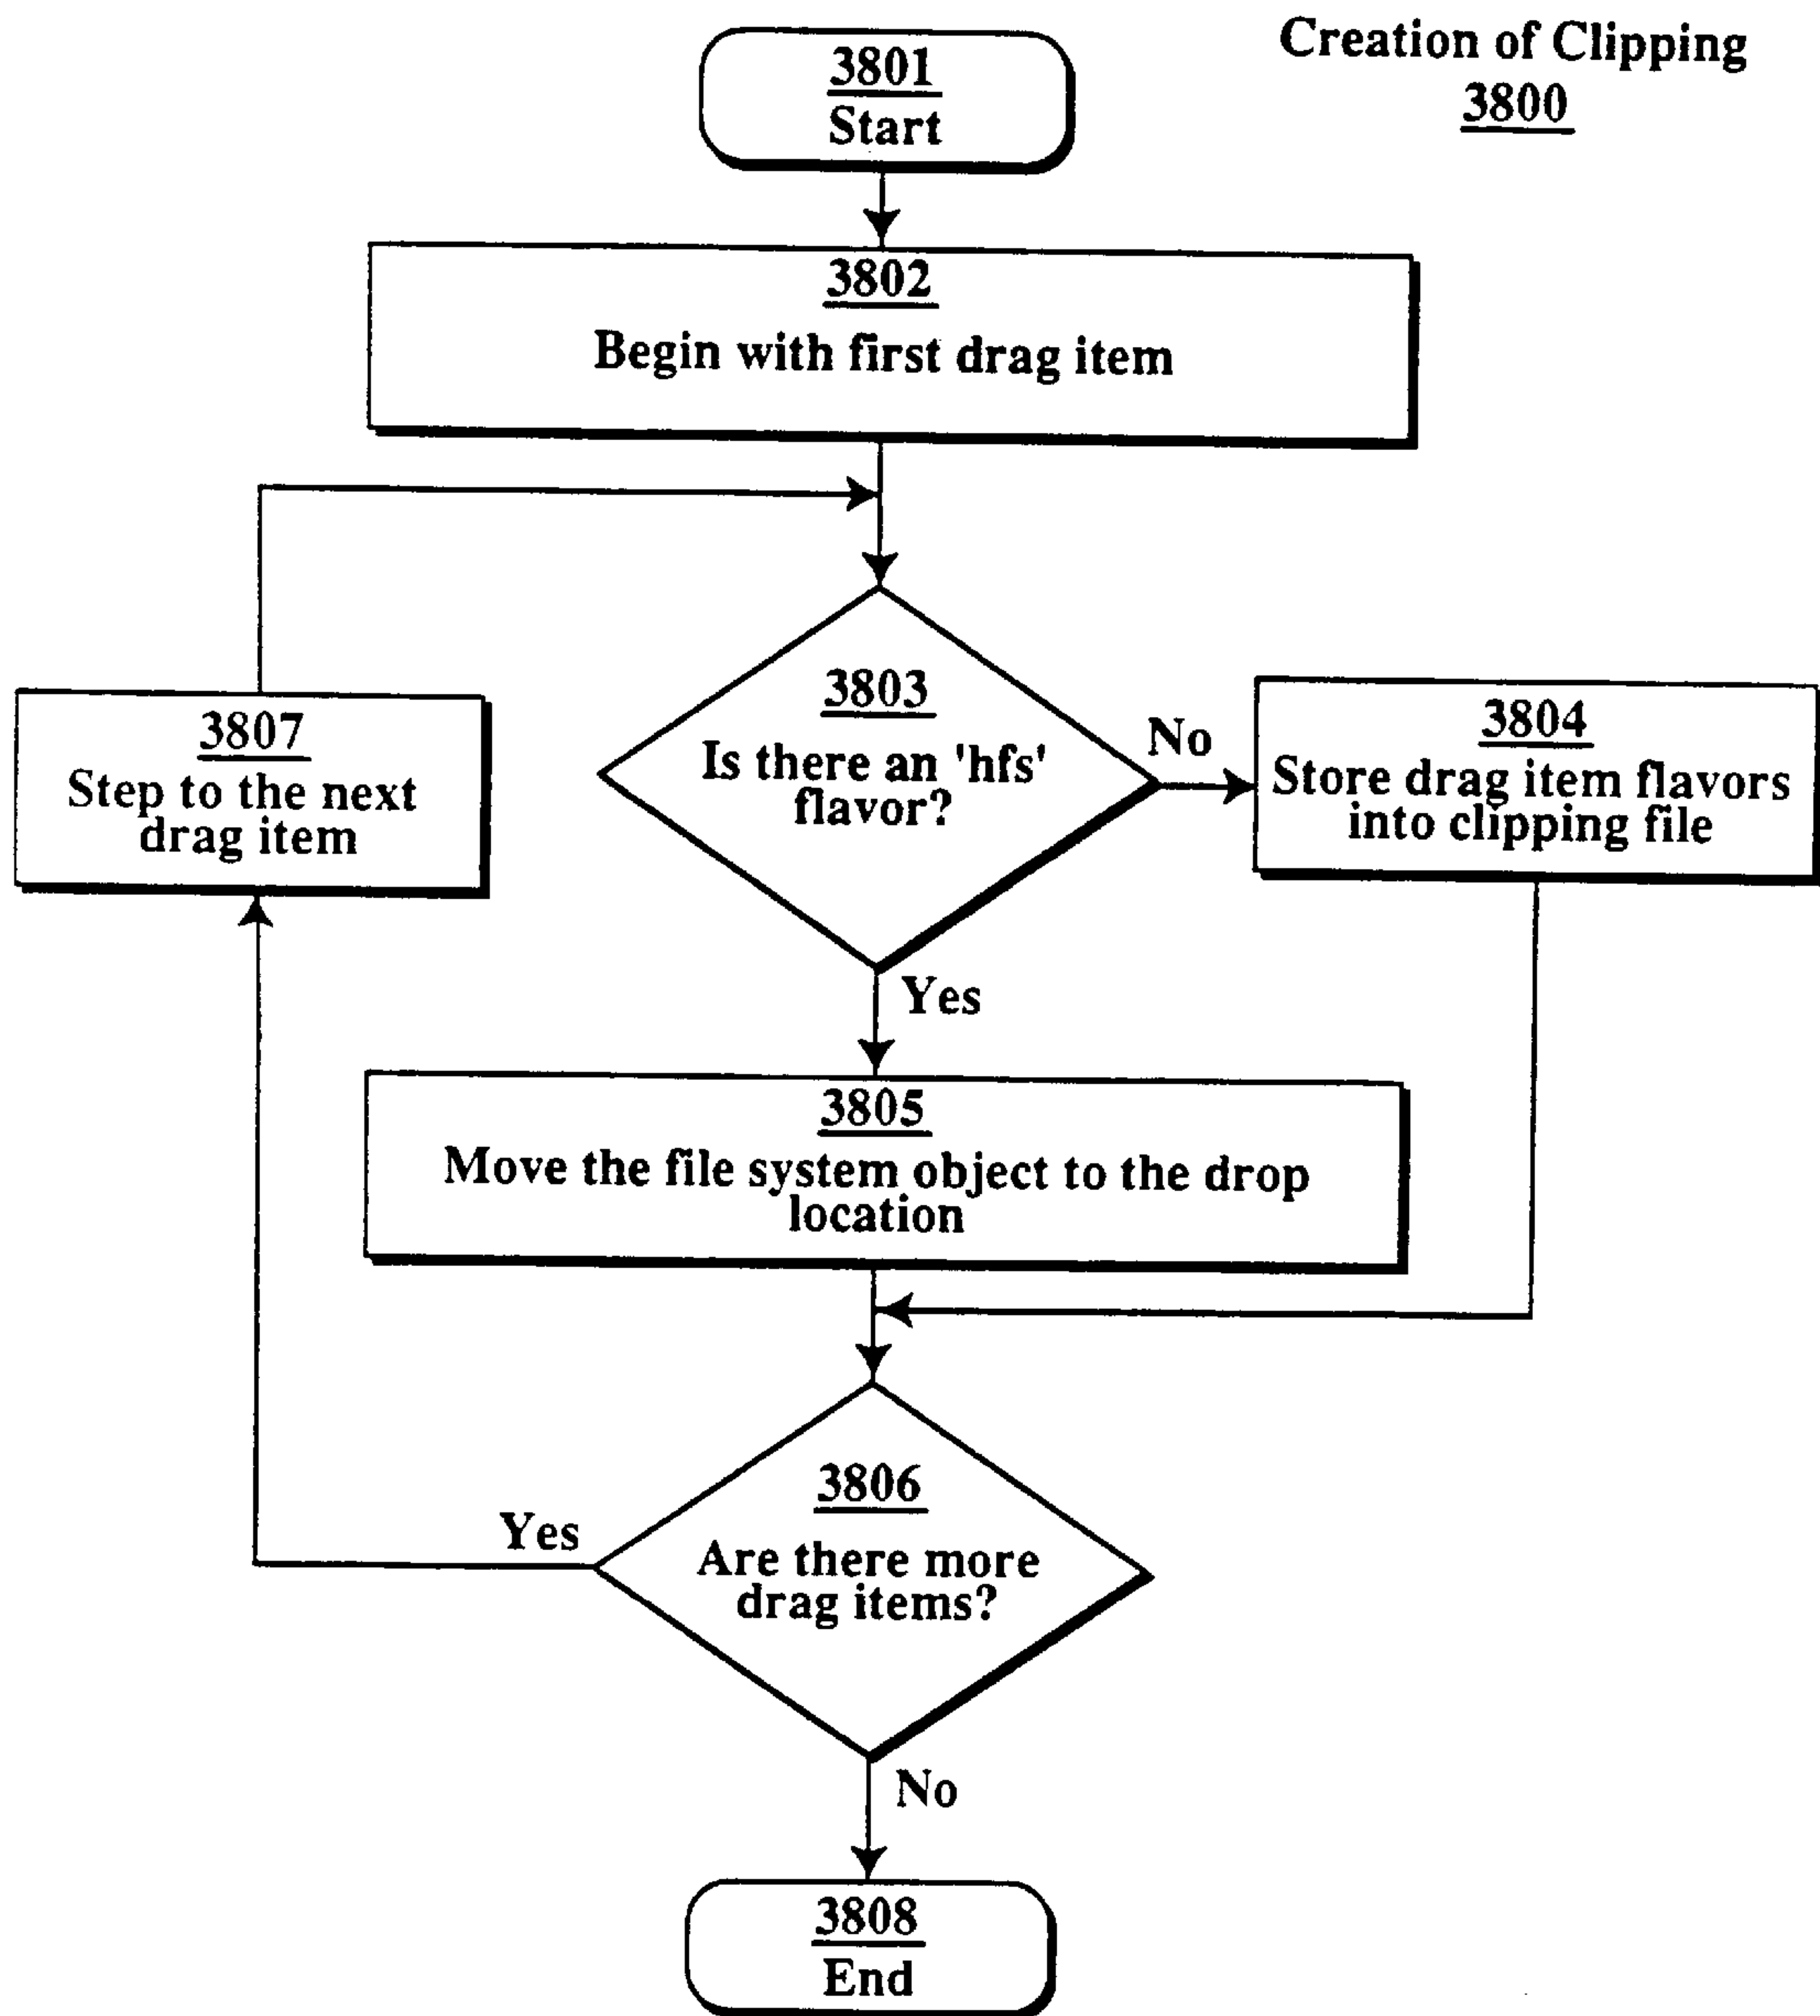 Creation of Clipping
3800
3801
Start
3802
Begin with first drag item
3803
Is there an 'hfs'
flavor?
No
3804
Store drag item flavors
into clipping file
3807
Step to the next
drag item
Yes
3805
Move the file system object to the drop
location
3806
Are there more
drag items?
Yes
No
3808
End